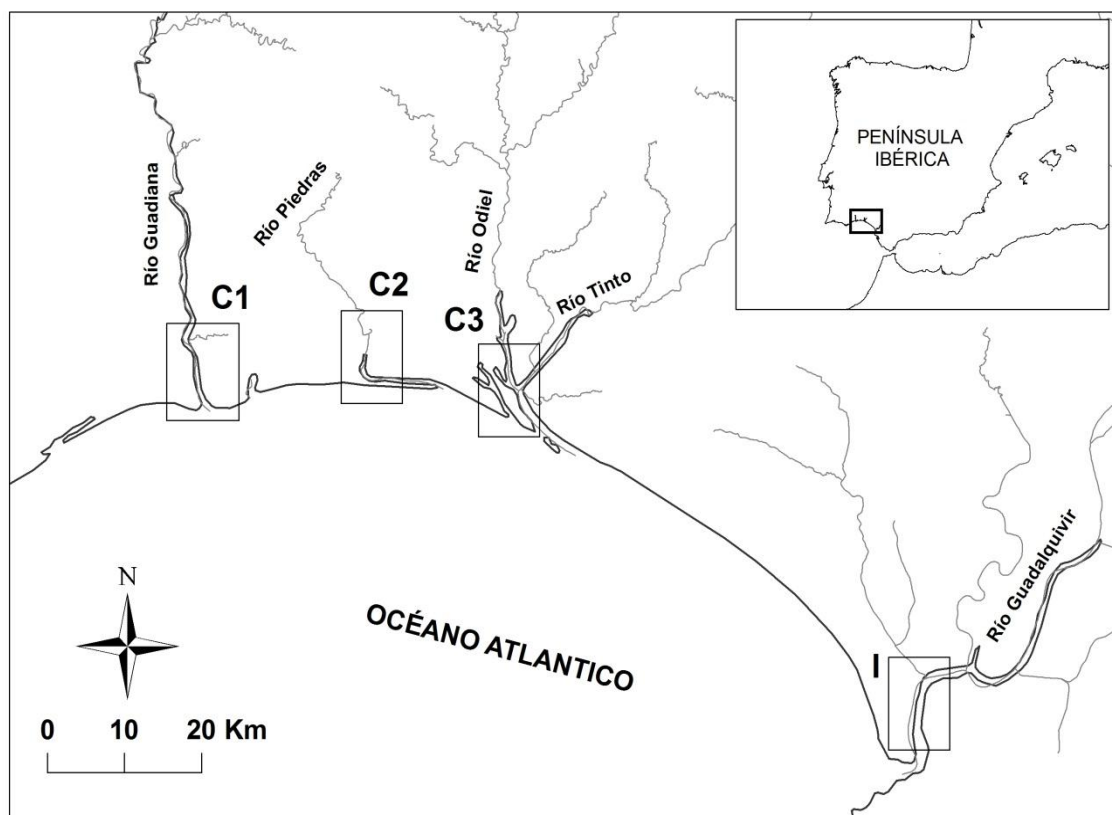 PENÍNSULA
IBÉRICA
Río Guadiana
Río Piedras
Río Odiel
Río Tinto
C1
C2
C3
Río Guadalquivir
I
N
OCÉANO ATLANTICO
0 10 20 Km